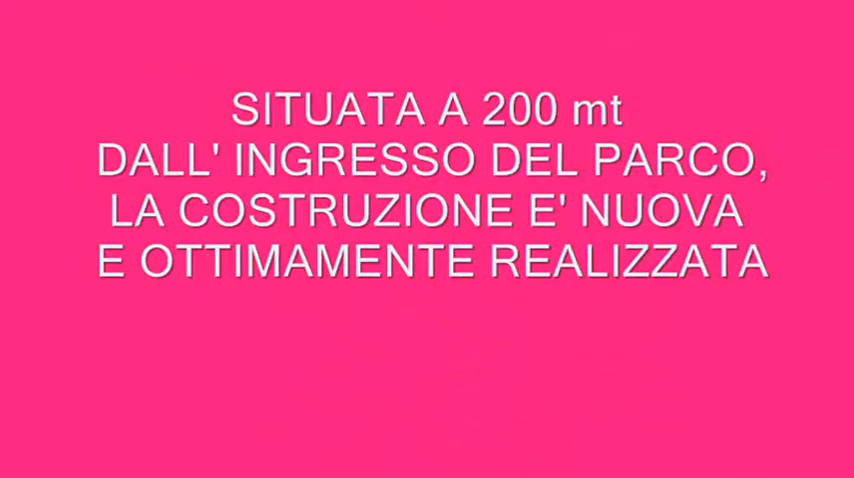 SITUATA A 200 mt
DALL' INGRESSO DEL PARCO,
LA COSTRUZIONE E' NUOVA
E OTTIMAMENTE REALIZZATA